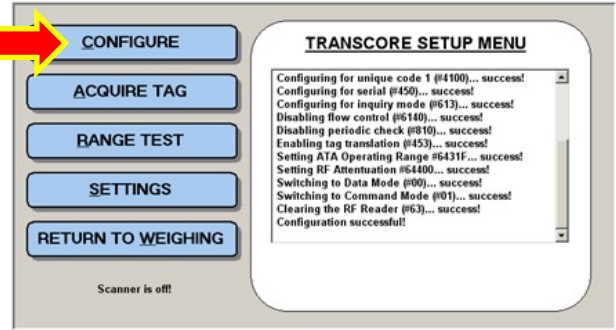 CONFIGURE
ACQUIRE TAG
RANGE TEST
SETTINGS
RETURN TO WEIGHING
Scanner is off!
TRANSCORE SETUP MENU
Configuring for unique code 1 (#4100)... success!
Configuring for serial (#450)... success!
Configuring for inquiry mode (#613)... success!
Disabling flow control (#6140)... success!
Disabling periodic check (#810)... success!
Enabling tag translation (#453)... success!
Setting ATA Operating Range #6431F... success!
Setting RF Attentuation #64400... success!
Switching to Data Mode (#00)... success!
Switching to Command Mode (#01)... success!
Clearing the RF Reader (#63)... success!
Configuration successful!